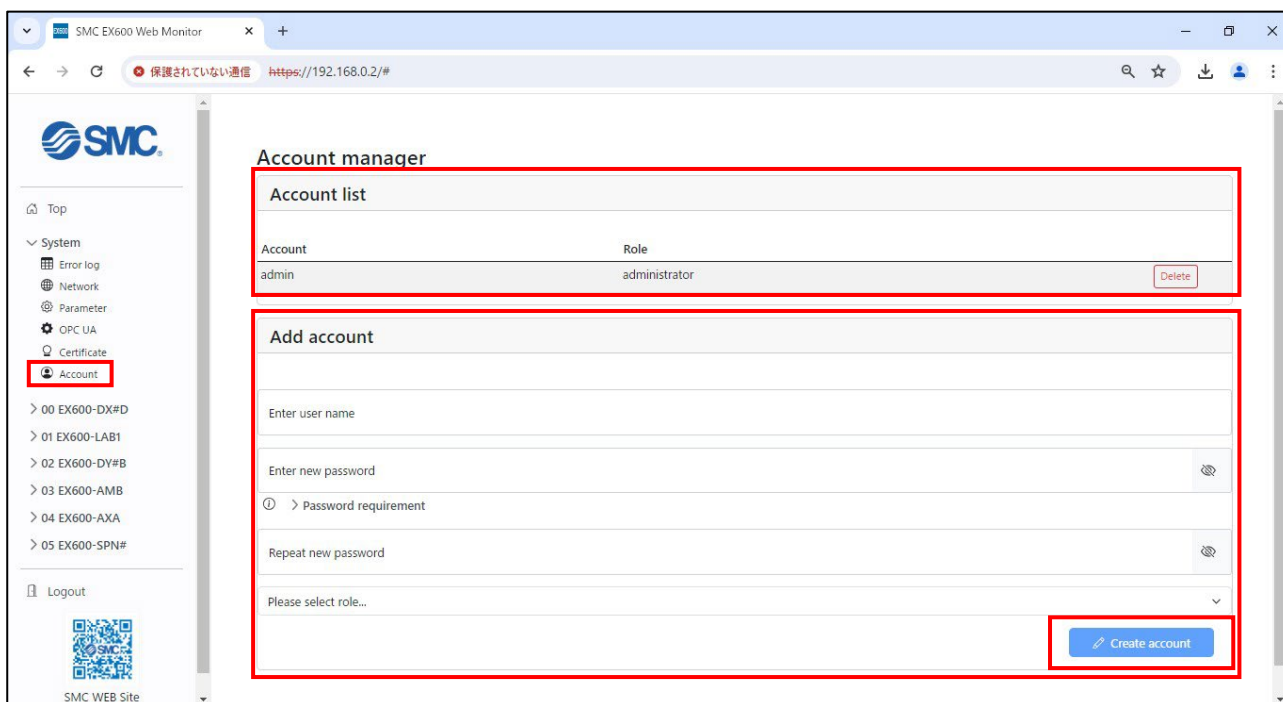 SMC EX600 Web Monitor
保護されていない通信 https://192.168.0.2/#
SMC.
Top
System
Error log
Network
Parameter
OPC UA
Certificate
Account
00 EX600-DX#D
01 EX600-LAB1
02 EX600-DY#B
03 EX600-AMB
04 EX600-AXA
05 EX600-SPN#
Logout
SMC
SMC WEB Site
Account manager
Account list
Account Role
admin administrator Delete
Add account
Enter user name
Enter new password
Password requirement
Repeat new password
Please select role...
Create account